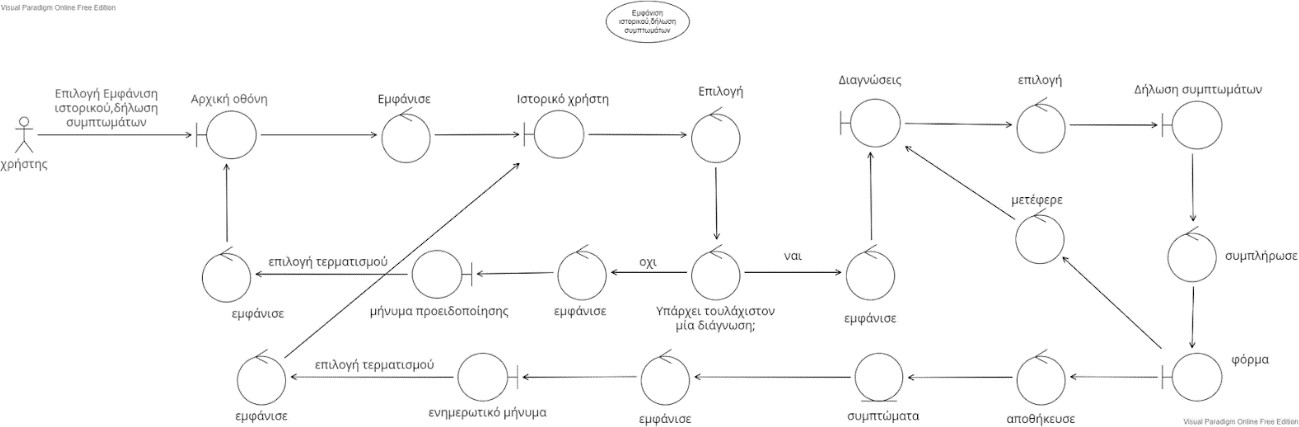 Visual Paradigm Online Free Edition
Εμφάνιση
ιστορικού,δήλωση
συμπτωμάτων
Επιλογή Εμφάνιση
ιστορικού,δήλωση
συμπτωμάτων
χρήστης
Αρχική οθόνη
Εμφάνισε
Ιστορικό χρήστη
Επιλογή
Διαγνώσεις
επιλογή
Δήλωση συμπτωμάτων
μετέφερε
συμπλήρωσε
επιλογή τερματισμού
οχι
ναι
εμφάνισε
μήνυμα προειδοποίησης
εμφάνισε
Υπάρχει τουλάχιστον
μία διάγνωση;
εμφάνισε
επιλογή τερματισμού
φόρμα
εμφάνισε
ενημερωτικό μήνυμα
εμφάνισε
συμπτώματα
αποθήκευσε
Visual Paradigm Online Free Edition